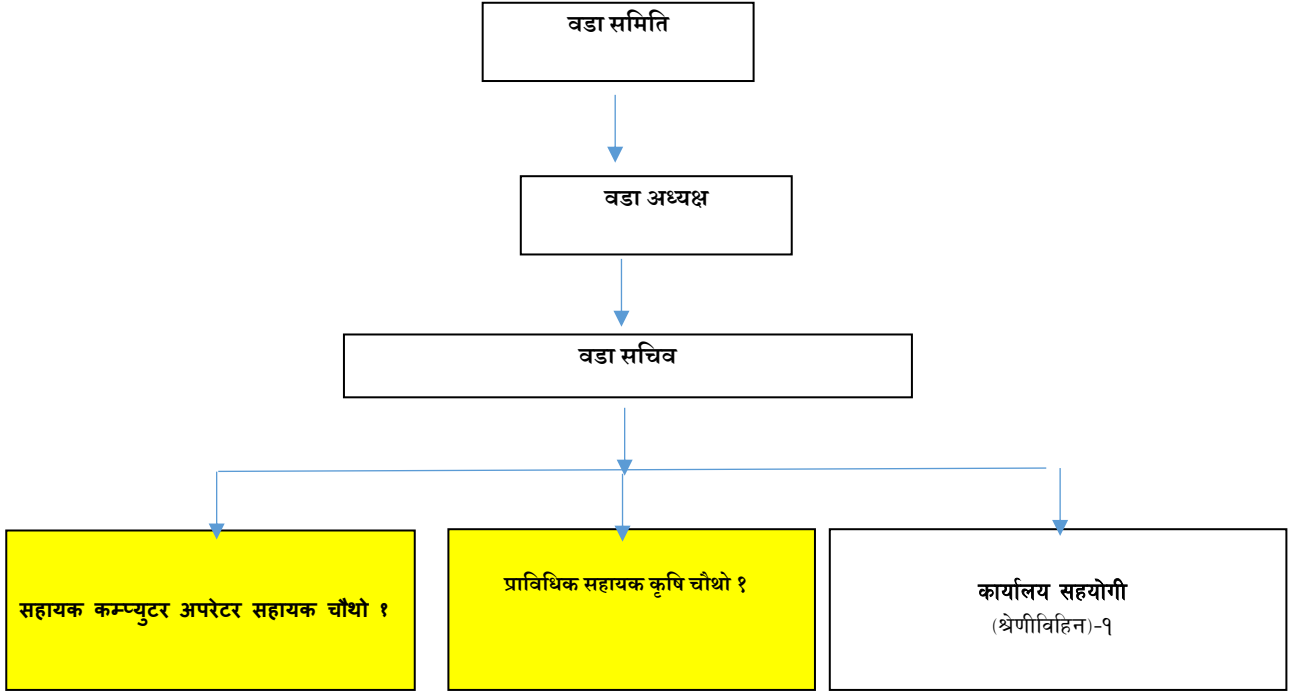 वडा समिति
वडा अध्यक्ष
वडा सचिव
सहायक कम्प्युटर अपरेटर सहायक चौथो १
प्राविधिक सहायक कृषि चौथो १
कार्यालय सहयोगी
(श्रेणीविहिन)-१